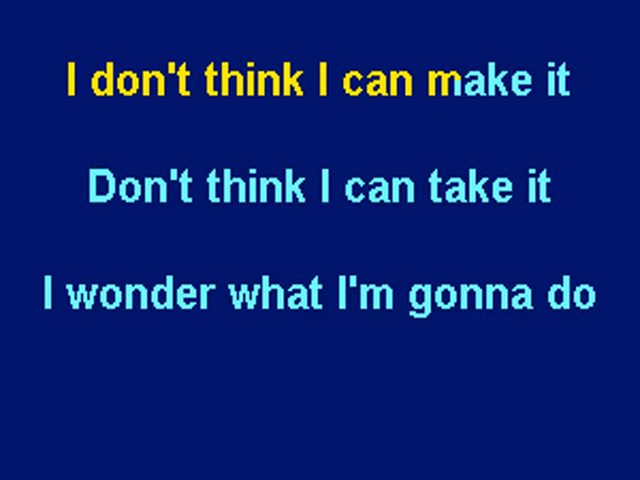 I don't think I can make it
Don't think I can take it
I wonder what I'm gonna do